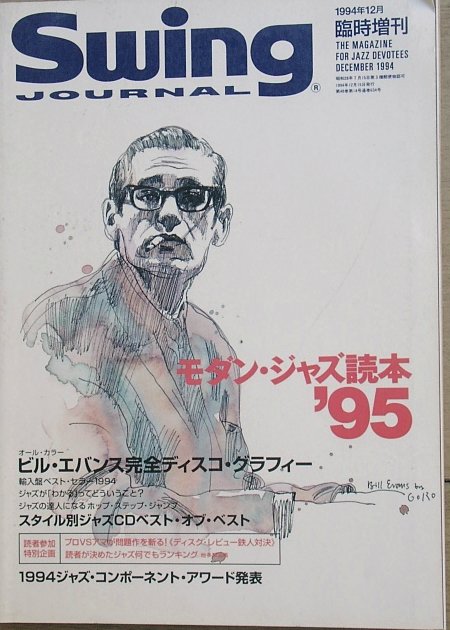 Swing
JOURNAL
®
1994年12月
臨時増刊
THE MAGAZINE
FOR JAZZ DEVOTEES
DECEMBER 1994
モダン・ジャズ読本
'95
オール・カラー
ビル・エバンス完全ディスコ・グラフィー
輸入盤ベスト・セラー1994
ジャズが「わかる」ってどういうこと?
ジャズの達人になるホップ・ステップ・ジャンプ
スタイル別ジャズCDベスト・オブ・ベスト
読者参加
特別企画
プロVSアマが問題作を斬る!《ディスク・レビュー鉄人対決》
読者が決めたジャズ何でもランキング
1994ジャズ・コンポーネント・アワード発表
Bill Evans by
GORO